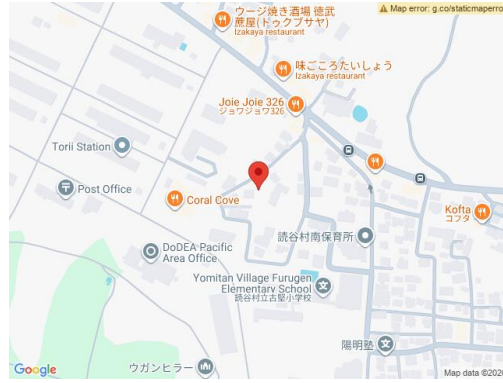 Map error: g.co/staticmaperro
ウージ焼き酒場 徳武
蔗屋(トゥクブサヤ)
Izakaya restaurant
味ごころたいしょう
Izakaya restaurant
Joie Joie 326
ジョワジョワ326
Torii Station
Post Office
Coral Cove
Kofta
コフタ
DoDEA Pacific
Area Office
読谷村南保育所
Yomitan Village Furugen
Elementary School
読谷村立古堅小学校
陽明塾
ウガンヒラー
Google
Map data ©202